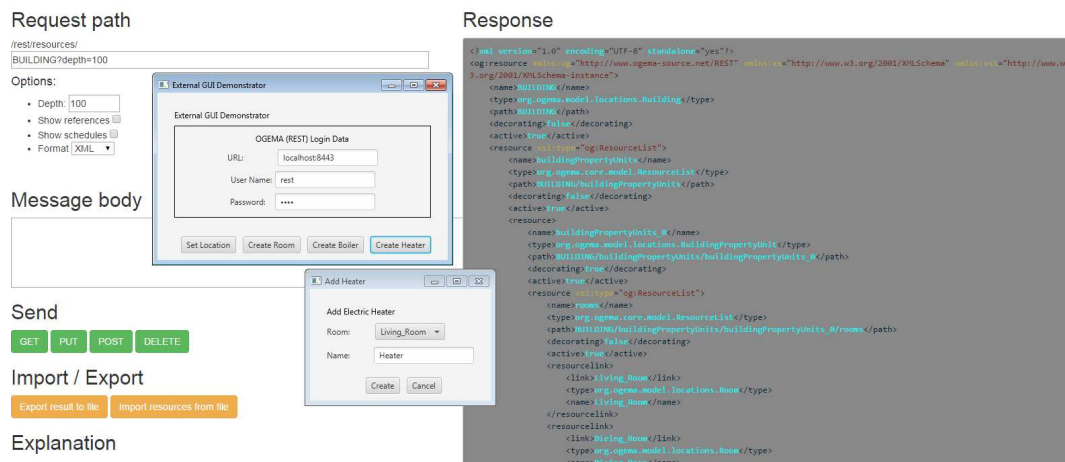 Request path
/rest/resources/
BUILDING?depth=100
Options:
Depth: 100
Show references
Show schedules
Format XML
Message body
Send
GET PUT POST DELETE
Import / Export
Export result to file Import resources from file
Explanation
External GUI Demonstrator
External GUI Demonstrator
OGEMA (REST) Login Data
URL: localhost:8443
User Name: rest
Password: ••••
Set Location Create Room Create Boiler Create Heater
Add Heater
Add Electric Heater
Room: Living_Room
Name: Heater
Create Cancel
Response
<?xml version="1.0" encoding="UTF-8" standalone="yes"?>
<og:resource xmlns:og="http://www.ogema-source.net/REST" xmlns:xs="http://www.w3.org/2001/XMLSchema" xmlns:xsi="http://www.w
3.org/2001/XMLSchema-instance">
<name>BUILDING</name>
<type>org.ogema.model.locations.Building</type>
<path>BUILDING</path>
<decorating>false</decorating>
<active>true</active>
<resource xsi:type="og:ResourceList">
<name>buildingPropertyUnits</name>
<type>org.ogema.core.model.ResourceList</type>
<path>BUILDING/buildingPropertyUnits</path>
<decorating>false</decorating>
<active>true</active>
<resource>
<name>buildingPropertyUnits_0</name>
<type>org.ogema.model.locations.BuildingPropertyUnit</type>
<path>BUILDING/buildingPropertyUnits/buildingPropertyUnits_0</path>
<decorating>true</decorating>
<active>true</active>
<resource xsi:type="og:ResourceList">
<name>rooms</name>
<type>org.ogema.core.model.ResourceList</type>
<path>BUILDING/buildingPropertyUnits/buildingPropertyUnits_0/rooms</path>
<decorating>false</decorating>
<active>true</active>
<resourcelink>
<link>Living_Room</link>
<type>org.ogema.model.locations.Room</type>
<name>Living_Room</name>
</resourcelink>
<resourcelink>
<link>Dining_Room</link>
<type>org.ogema.model.locations.Room</type>